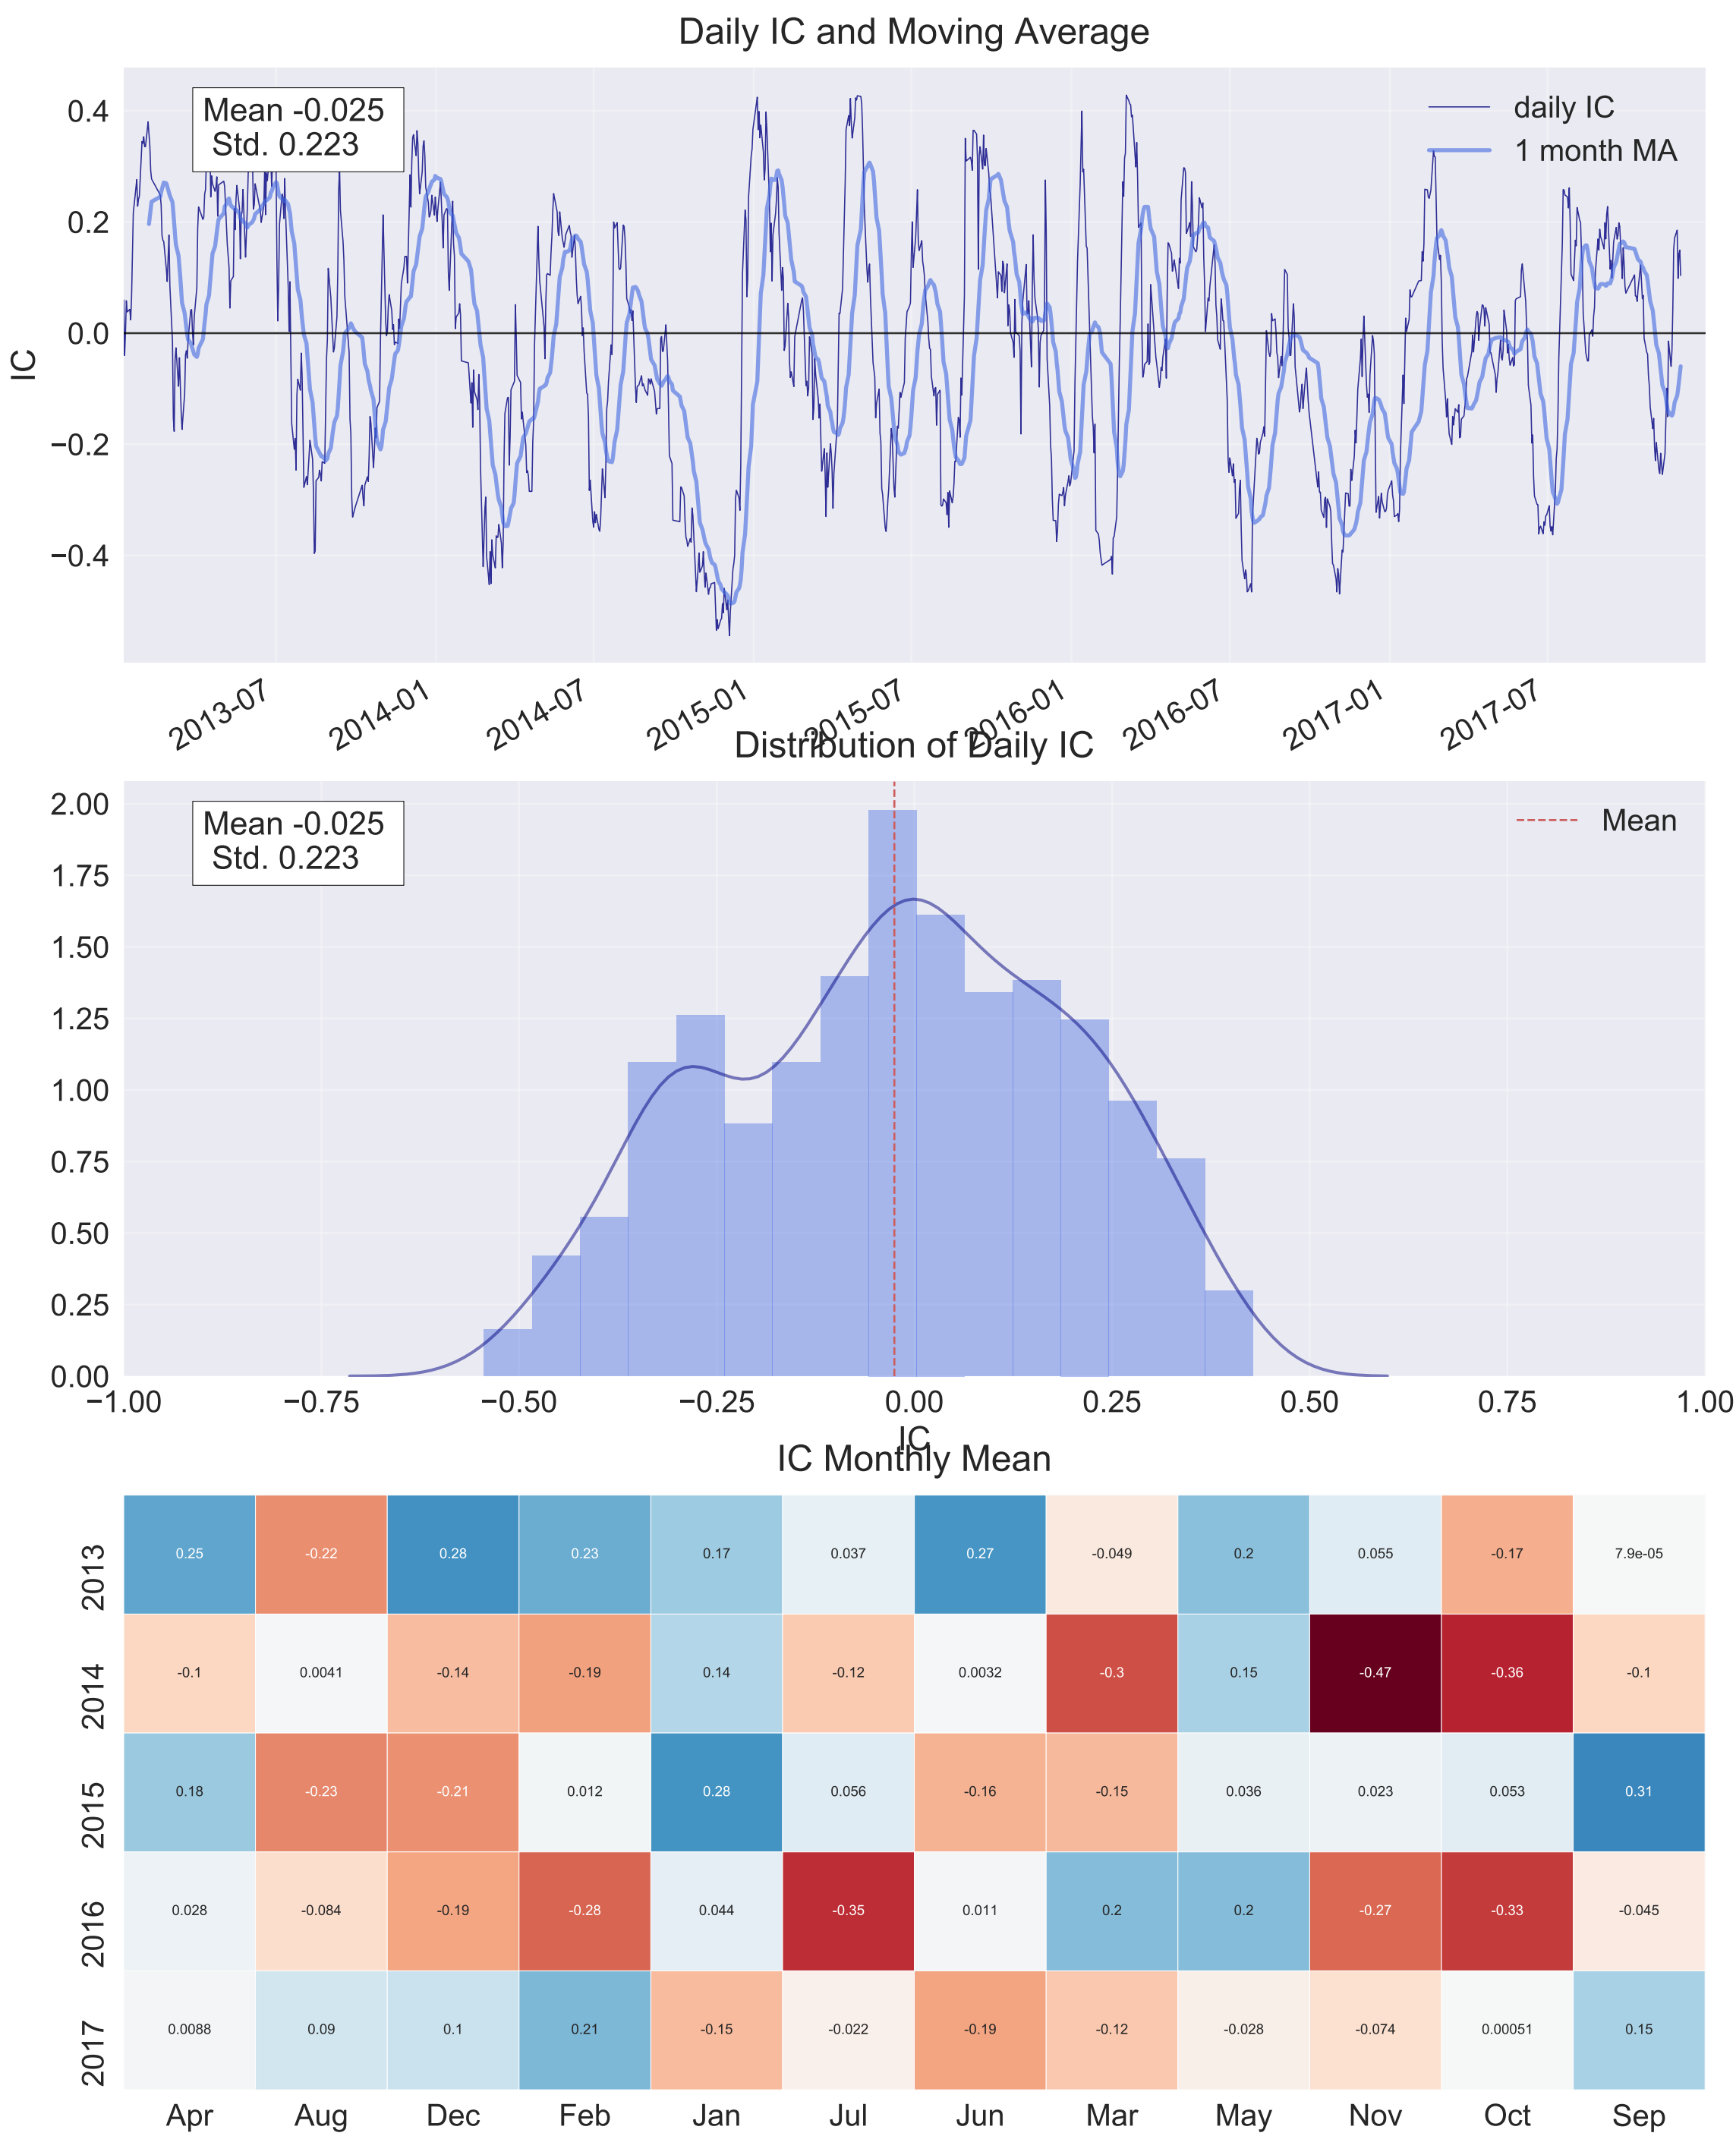 Daily IC and Moving Average
Mean -0.025
Std. 0.223
daily IC
1 month MA
IC
0.4
0.2
0.0
−0.2
−0.4
2013-07 2014-01 2014-07 2015-01 2015-07 2016-01 2016-07 2017-01 2017-07
Distribution of Daily IC
Mean -0.025
Std. 0.223
Mean
2.00
1.75
1.50
1.25
1.00
0.75
0.50
0.25
0.00
−1.00 −0.75 −0.50 −0.25 0.00 0.25 0.50 0.75 1.00
IC
IC Monthly Mean
2013 0.25 -0.22 0.28 0.23 0.17 0.037 0.27 -0.049 0.2 0.055 -0.17 7.9e-05
2014 -0.1 0.0041 -0.14 -0.19 0.14 -0.12 0.0032 -0.3 0.15 -0.47 -0.36 -0.1
2015 0.18 -0.23 -0.21 0.012 0.28 0.056 -0.16 -0.15 0.036 0.023 0.053 0.31
2016 0.028 -0.084 -0.19 -0.28 0.044 -0.35 0.011 0.2 0.2 -0.27 -0.33 -0.045
2017 0.0088 0.09 0.1 0.21 -0.15 -0.022 -0.19 -0.12 -0.028 -0.074 0.00051 0.15
Apr Aug Dec Feb Jan Jul Jun Mar May Nov Oct Sep